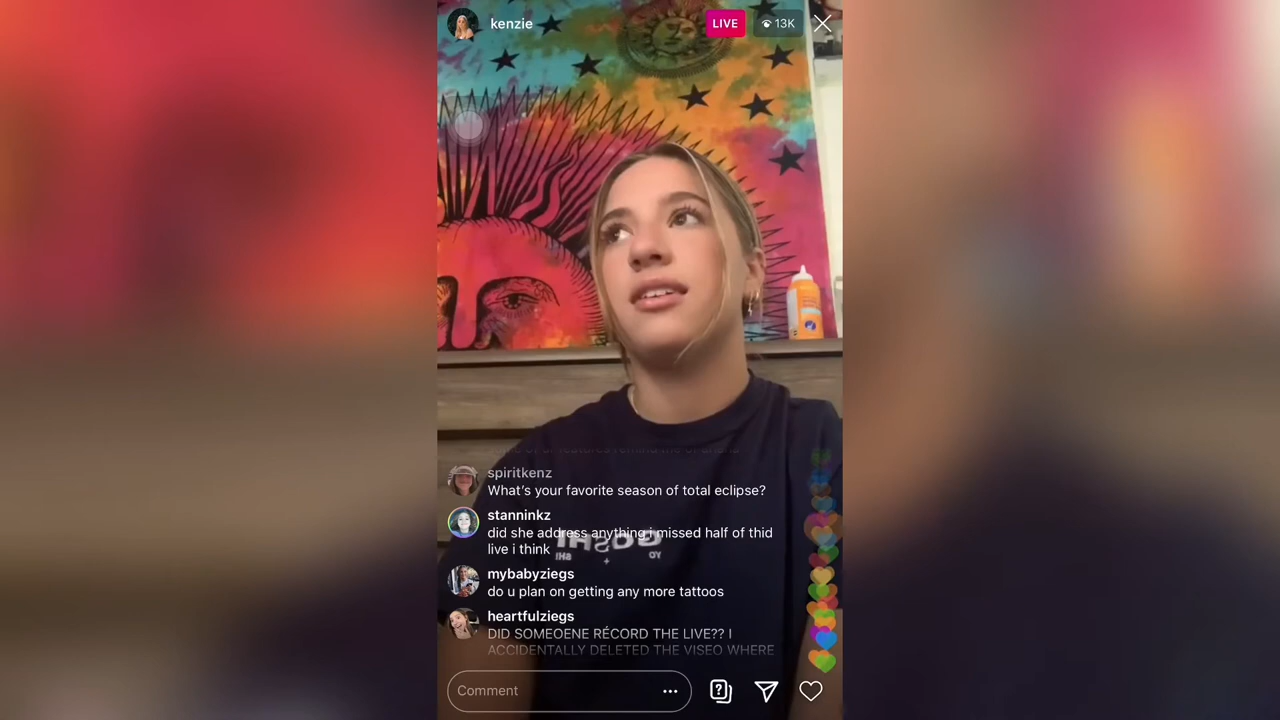 kenzie
LIVE
13K
spiritkenz
What's your favorite season of total eclipse?
stanninkz
did she address anything i missed half of thid
live i think
mybabyziegs
do u plan on getting any more tattoos
heartfulziegs
DID SOMEOENE RÉCORD THE LIVE?? I
ACCIDENTALLY DELETED THE VISEO WHERE
Comment